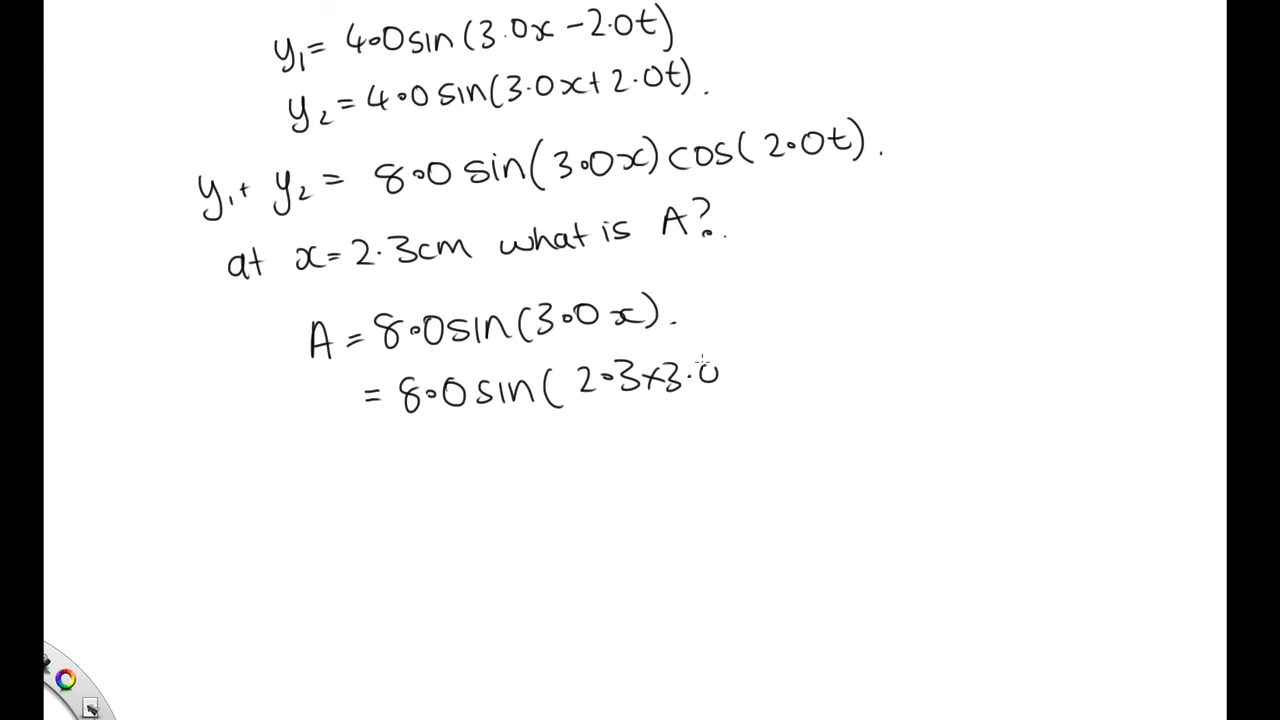 y₁ = 4.0 sin(3.0x - 2.0t)
y₂ = 4.0 sin(3.0x + 2.0t).
y₁ + y₂ = 8.0 sin(3.0x) cos(2.0t).
at x = 2.3cm what is A?.
A = 8.0 sin(3.0x).
= 8.0 sin( 2.3 × 3.0